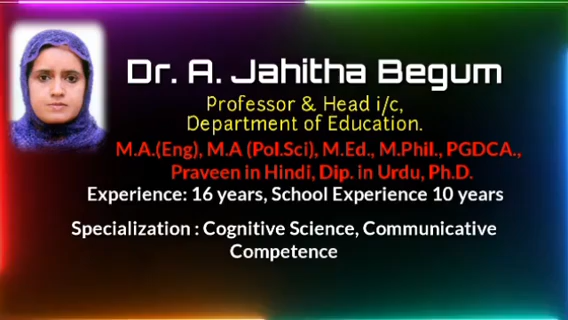 Dr. A. Jahitha Begum
Professor & Head i/c,
Department of Education.
M.A.(Eng), M.A (Pol.Sci), M.Ed., M.Phil., PGDCA.,
Praveen in Hindi, Dip. in Urdu, Ph.D.
Experience: 16 years, School Experience 10 years
Specialization : Cognitive Science, Communicative
Competence